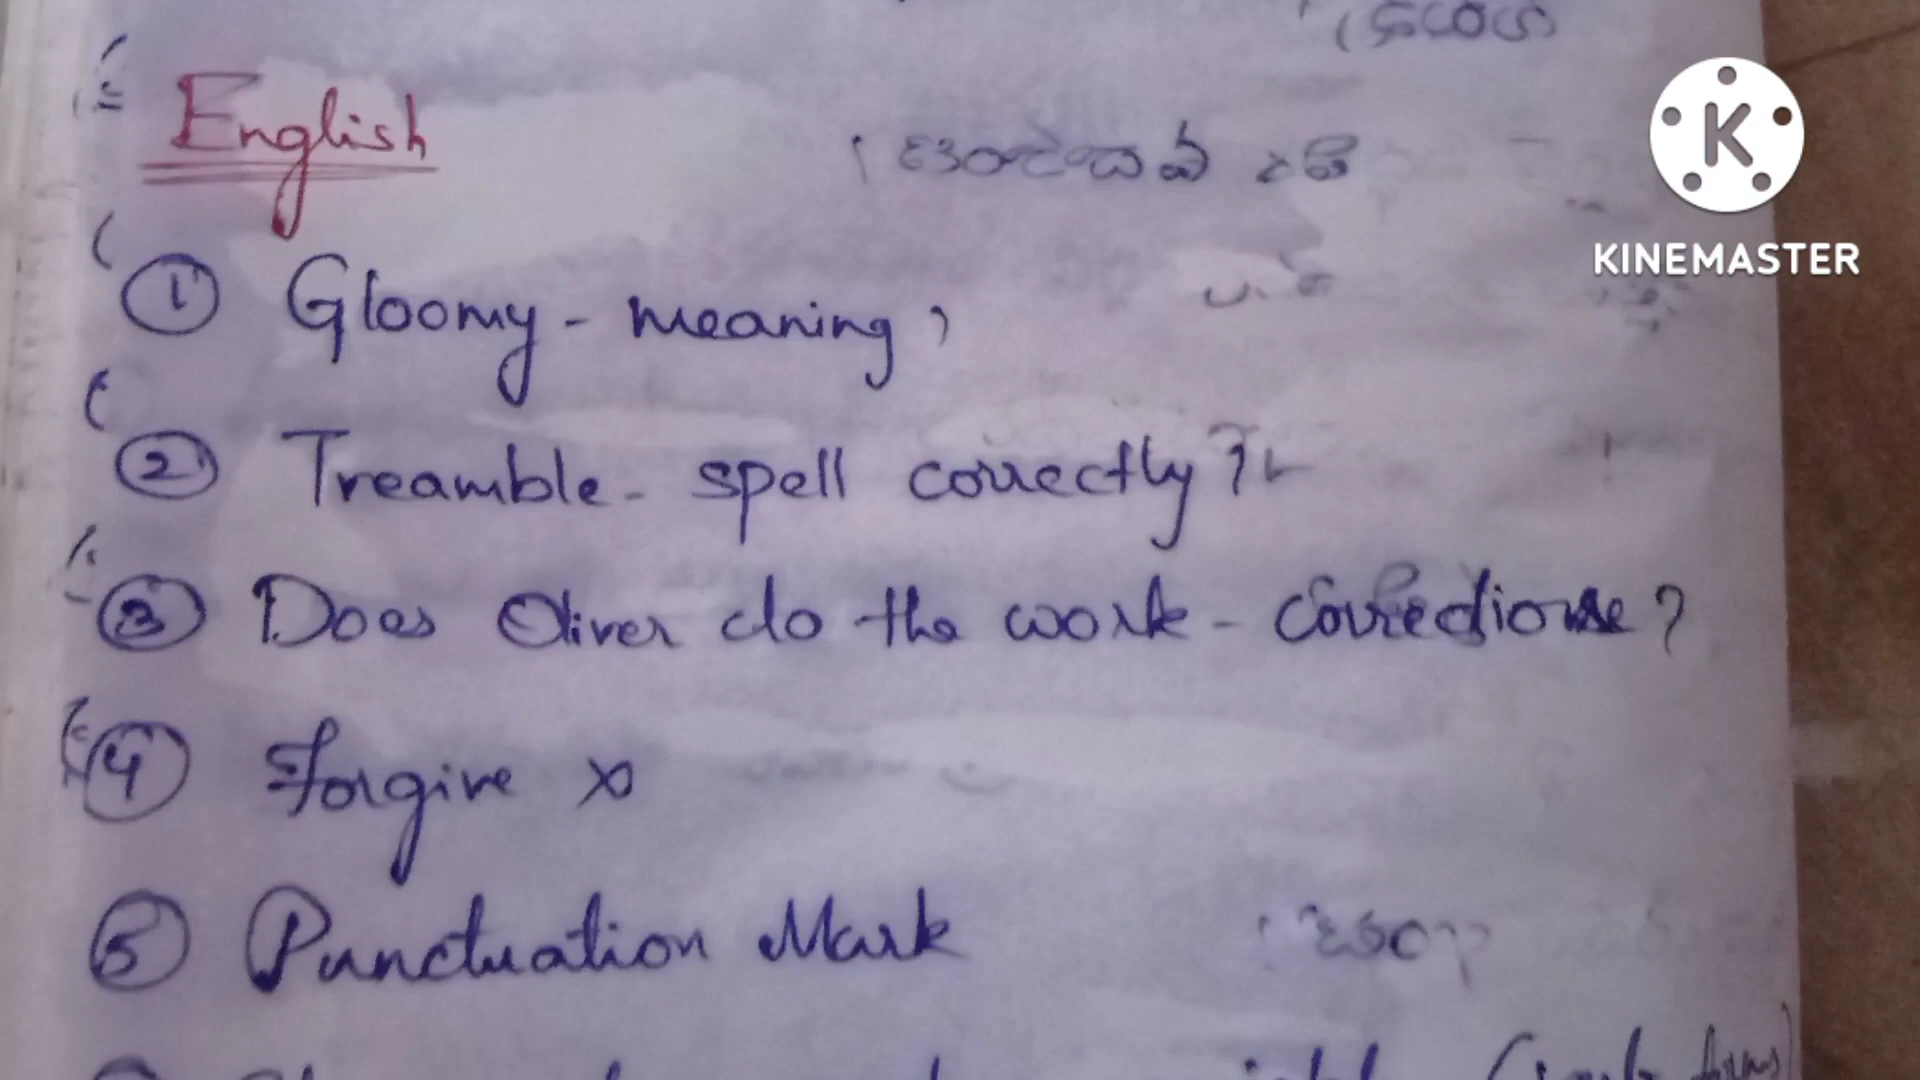 English
① Gloomy - meaning ?
② Treamble - spell correctly ?
③ Does Oliver do the work - Correction ?
④ Forgive x
⑤ Punctuation Mark
KINEMASTER